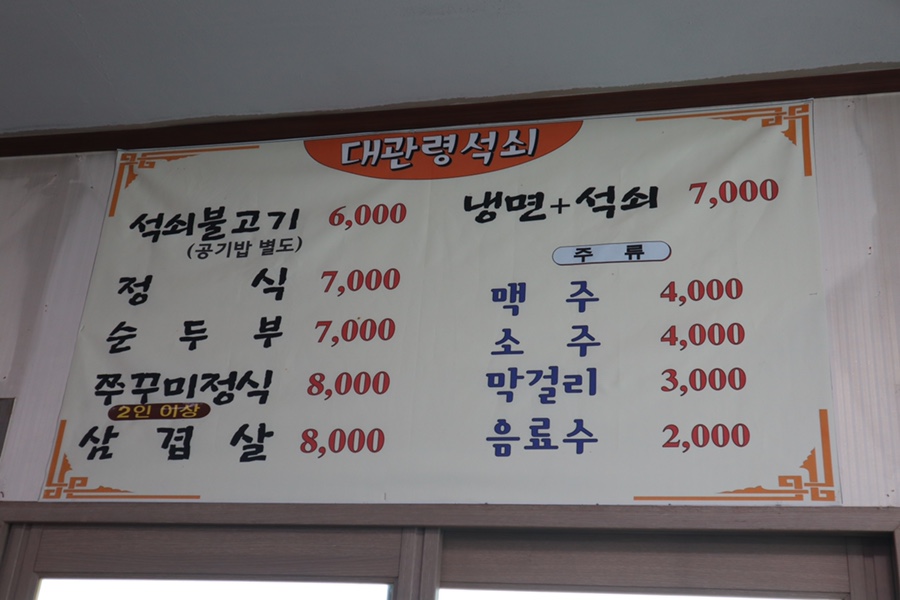 대관령석쇠
석쇠불고기 6,000
(공기밥 별도)
정식 7,000
순두부 7,000
쭈꾸미정식 8,000
2인 이상
삼겹살 8,000
냉면+석쇠 7,000
주류
맥주 4,000
소주 4,000
막걸리 3,000
음료수 2,000